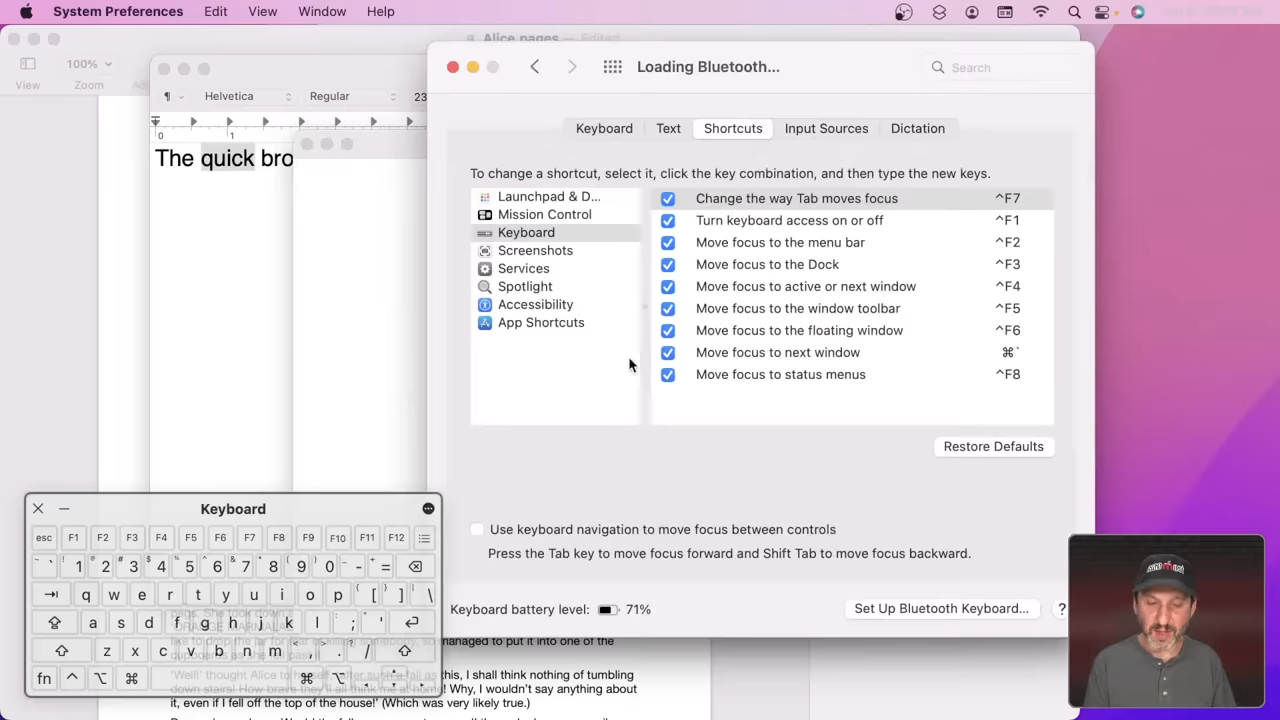 System Preferences Edit View Window Help
Alice pages — Edited
100%
View Zoom
Helvetica Regular 23
0 1
The quick bro
Loading Bluetooth...
Search
Keyboard Text Shortcuts Input Sources Dictation
To change a shortcut, select it, click the key combination, and then type the new keys.
Launchpad & D...
Mission Control
Keyboard
Screenshots
Services
Spotlight
Accessibility
App Shortcuts
Change the way Tab moves focus ^F7
Turn keyboard access on or off ^F1
Move focus to the menu bar ^F2
Move focus to the Dock ^F3
Move focus to active or next window ^F4
Move focus to the window toolbar ^F5
Move focus to the floating window ^F6
Move focus to next window ⌘`
Move focus to status menus ^F8
Restore Defaults
Use keyboard navigation to move focus between controls
Press the Tab key to move focus forward and Shift Tab to move focus backward.
Keyboard battery level: 71%
Set Up Bluetooth Keyboard... ?
Keyboard
esc F1 F2 F3 F4 F5 F6 F7 F8 F9 F10 F11 F12
~ ` ! 1 @ 2 # 3 $ 4 % 5 ^ 6 & 7 * 8 ( 9 ) 0 _ - + =
q w e r t y u i o p { [ } ] | \
a s d f g h j k l : ; " '
z x c v b n m < , > . ? /
fn ^ ⌥ ⌘ ⌘ ⌥
managed to put it into one of the
'Well!' thought Alice to this, I shall think nothing of tumbling
down stairs! How brave they'll all think me at home! Why, I wouldn't say anything about
it, even if I fell off the top of the house!' (Which was very likely true.)